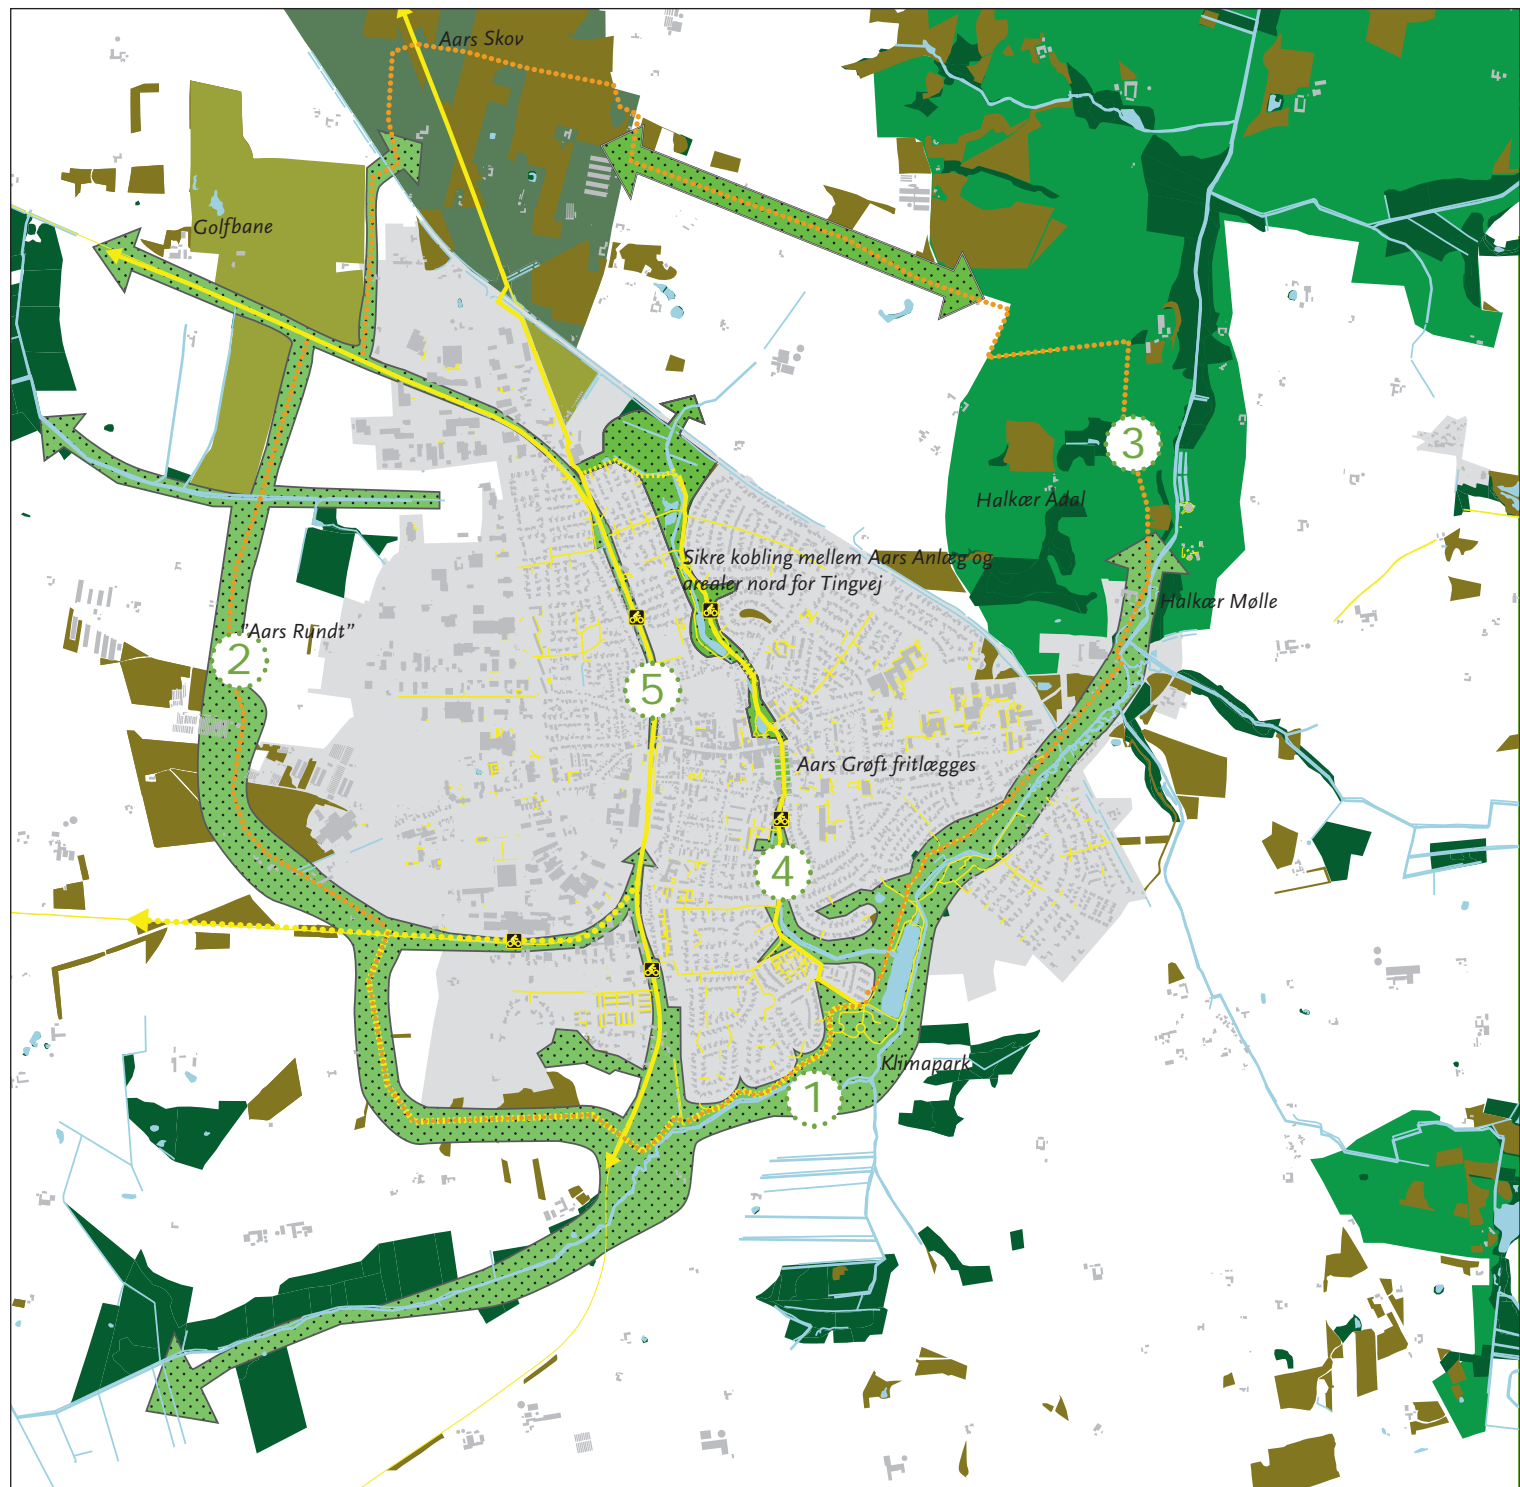 Aars Skov
Golfbane
3
Halkær Ådal
Sikre kobling mellem Aars Anlæg og
arealer nord for Tingvej
Halkær Mølle
"Aars Rundt"
2
5
Aars Grøft fritlægges
4
Klimapark
1